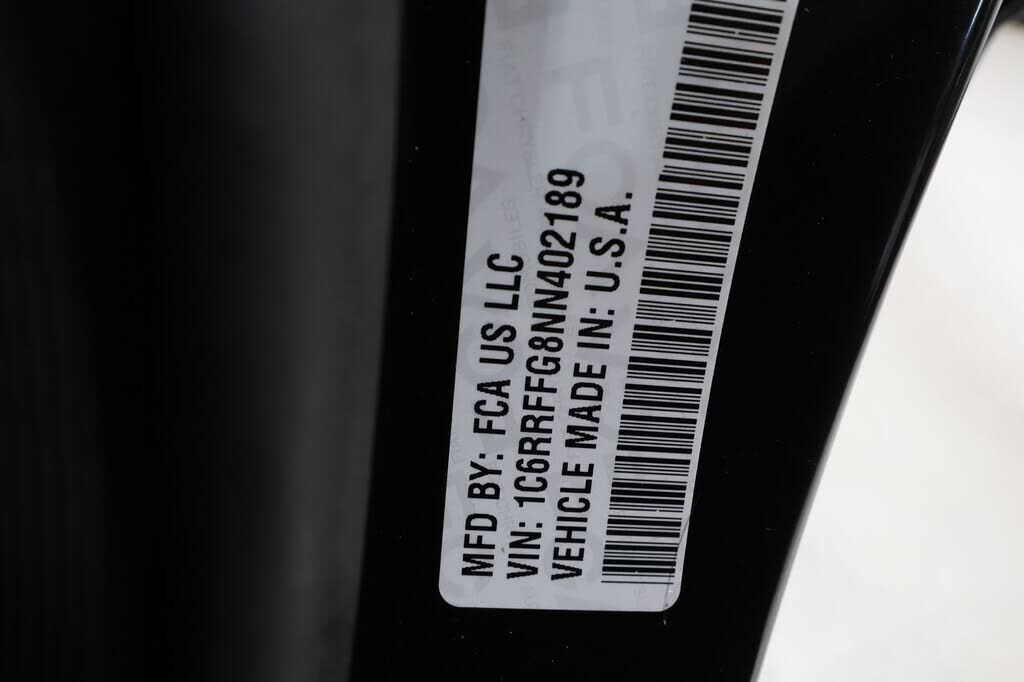 MFD BY: FCA US LLC
VIN: 1C6RRFFG8NN402189
VEHICLE MADE IN: U.S.A.